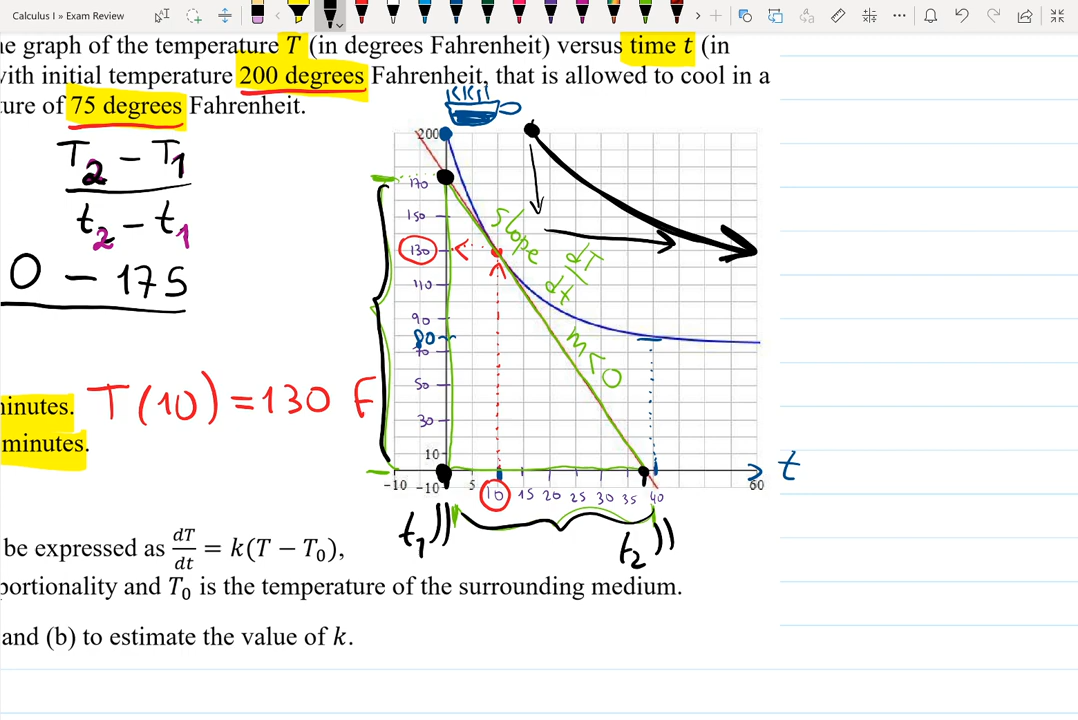 Calculus I » Exam Review
e graph of the temperature T (in degrees Fahrenheit) versus time t (in
ith initial temperature 200 degrees Fahrenheit, that is allowed to cool in a
ture of 75 degrees Fahrenheit.
T2 − T1
t2 − t1
0 − 175
200
170
150
130
110
90
80
70
50
30
10
-10
-10
5
10
15
20
25
30
35
40
60
t
slope
dT
dt
m<0
t1
t2
inutes.
T(10)=130 F
minutes.
be expressed as dT/dt = k(T − T0),
portionality and T0 is the temperature of the surrounding medium.
and (b) to estimate the value of k.